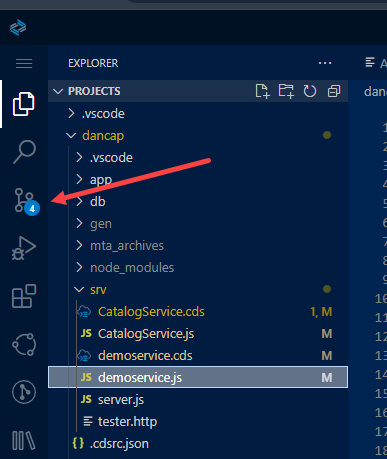 EXPLORER
PROJECTS
.vscode
dancap
.vscode
app
4
db
gen
mta_archives
node_modules
srv
CatalogService.cds 1, M
JS CatalogService.js M
demoservice.cds M
JS demoservice.js M
JS server.js
tester.http
{} .cdsrc.json
A
dan
1
2
3
4
5
6
7
8
9
10
11
12
13
14
15
16
17
18